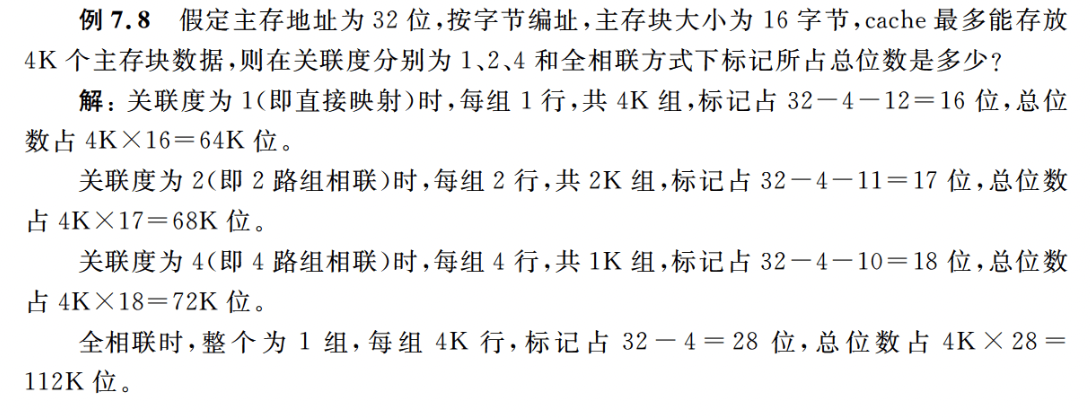 例 7.8 假定主存地址为 32 位,按字节编址,主存块大小为 16 字节,cache 最多能存放
4K 个主存块数据,则在关联度分别为 1、2、4 和全相联方式下标记所占总位数是多少?
解:关联度为 1(即直接映射)时,每组 1 行,共 4K 组,标记占 32-4-12=16 位,总位
数占 4K×16=64K 位。
关联度为 2(即 2 路组相联)时,每组 2 行,共 2K 组,标记占 32-4-11=17 位,总位数
占 4K×17=68K 位。
关联度为 4(即 4 路组相联)时,每组 4 行,共 1K 组,标记占 32-4-10=18 位,总位数
占 4K×18=72K 位。
全相联时,整个为 1 组,每组 4K 行,标记占 32-4=28 位,总位数占 4K×28=
112K 位。